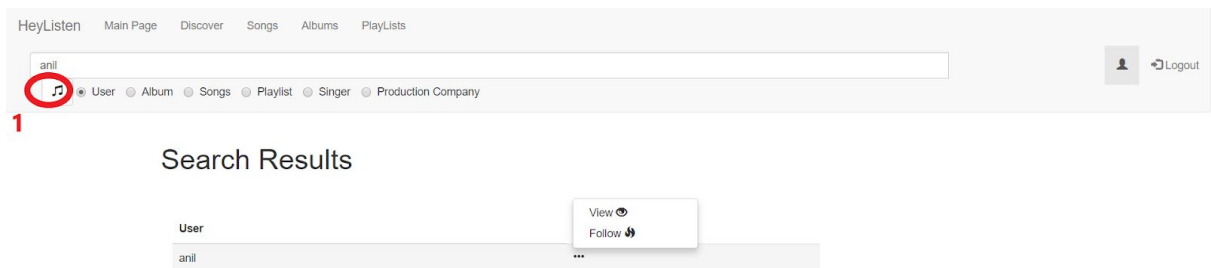 HeyListen Main Page Discover Songs Albums PlayLists
anil
Logout
User Album Songs Playlist Singer Production Company
1
Search Results
View
User
Follow
anil •••